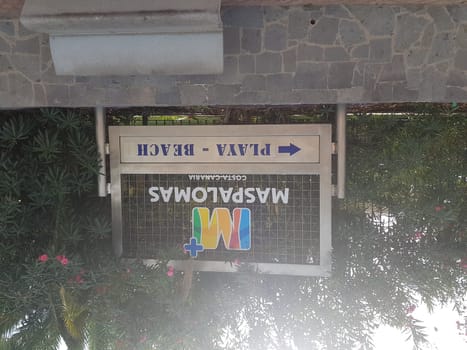 +M
MASPALOMAS
COSTA CANARIA
PLAYA - BEACH